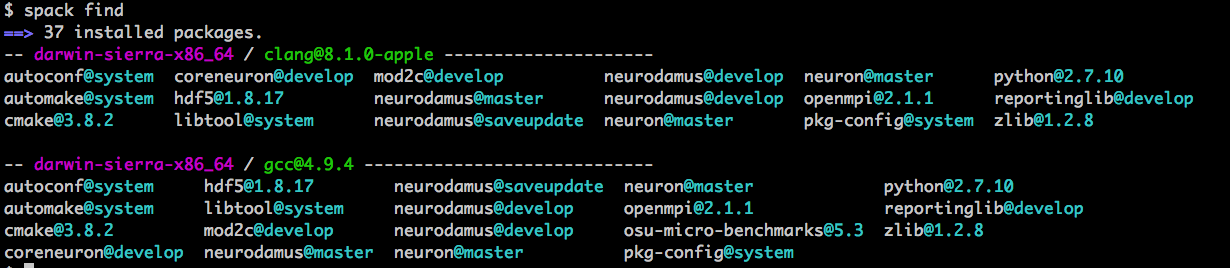 $ spack find
==> 37 installed packages.
-- darwin-sierra-x86_64 / clang@8.1.0-apple ---------------------
autoconf@system  coreneuron@develop  mod2c@develop  neurodamus@develop  neuron@master  python@2.7.10
automake@system  hdf5@1.8.17  neurodamus@master  neurodamus@develop  openmpi@2.1.1  reportinglib@develop
cmake@3.8.2  libtool@system  neurodamus@saveupdate  neuron@master  pkg-config@system  zlib@1.2.8
-- darwin-sierra-x86_64 / gcc@4.9.4 -----------------------------
autoconf@system  hdf5@1.8.17  neurodamus@saveupdate  neuron@master  python@2.7.10
automake@system  libtool@system  neurodamus@develop  openmpi@2.1.1  reportinglib@develop
cmake@3.8.2  mod2c@develop  neurodamus@develop  osu-micro-benchmarks@5.3  zlib@1.2.8
coreneuron@develop  neurodamus@master  neuron@master  pkg-config@system